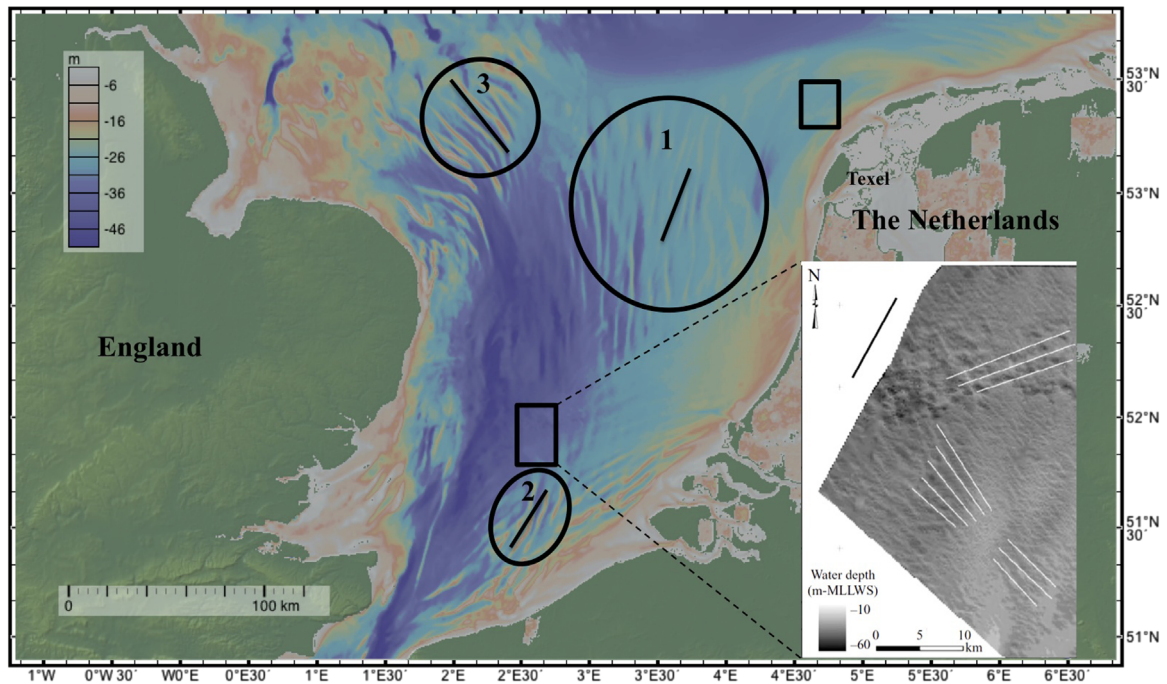 m
-6
-16
-26
-36
-46
3
1
2
England
Texel
The Netherlands
53°N
30´
53°N
52°N
30´
52°N
51°N
30´
51°N
0
100 km
N
Water depth
(m-MLLWS)
–10
–60
0 5 10
km
1°W 0°W30´ W0°E 0°E30´ 1°E 1°E30´ 2°E 2°E30´ 3°E 3°E30´ 4°E 4°E30´ 5°E 5°E30´ 6°E 6°E30´